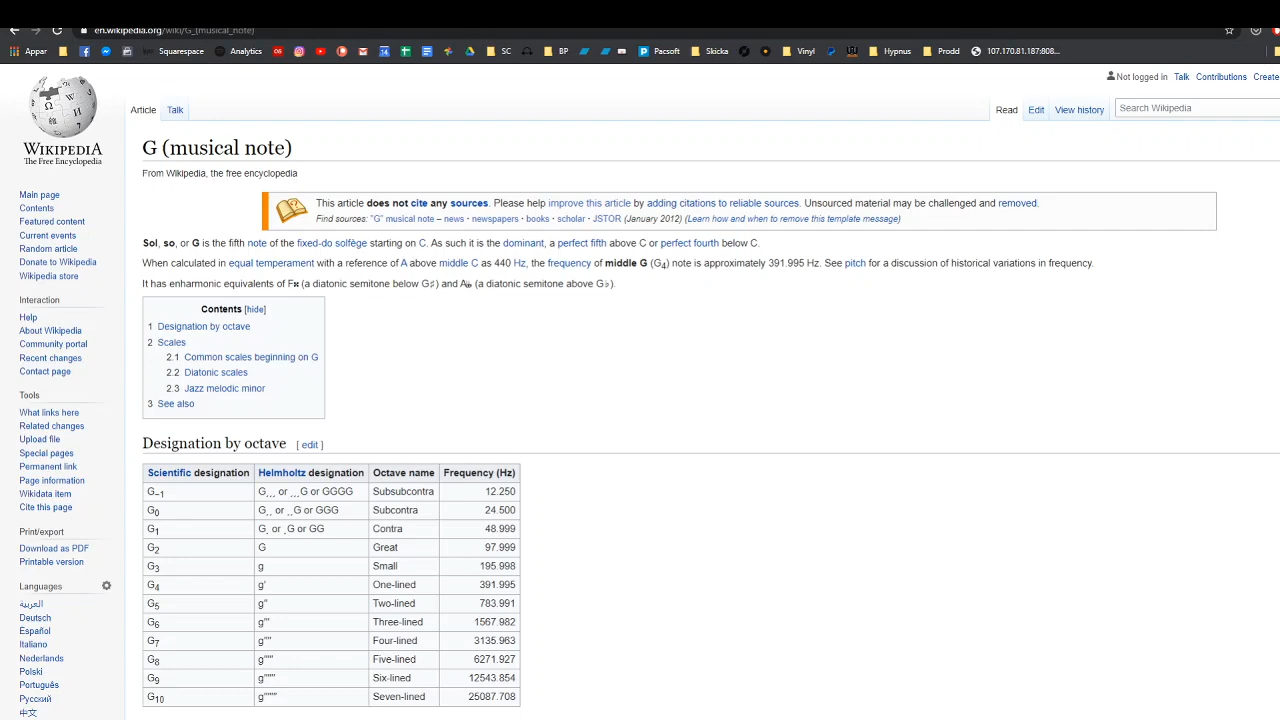 en.wikipedia.org/wiki/G_(musical_note)
Appar Squarespace Analytics SC BP Pacsoft Skicka Vinyl Hypnus Prodd 107.170.81.187:808...
Not logged in Talk Contributions Create
Article Talk Read Edit View history Search Wikipedia
WIKIPEDIA
The Free Encyclopedia
G (musical note)
From Wikipedia, the free encyclopedia
This article does not cite any sources. Please help improve this article by adding citations to reliable sources. Unsourced material may be challenged and removed.
Find sources: "G" musical note – news · newspapers · books · scholar · JSTOR (January 2012) (Learn how and when to remove this template message)
Sol, so, or G is the fifth note of the fixed-do solfège starting on C. As such it is the dominant, a perfect fifth above C or perfect fourth below C.
When calculated in equal temperament with a reference of A above middle C as 440 Hz, the frequency of middle G (G4) note is approximately 391.995 Hz. See pitch for a discussion of historical variations in frequency.
It has enharmonic equivalents of F𝄪 (a diatonic semitone below G♯) and A𝄫 (a diatonic semitone above G♭).
Contents [hide]
1 Designation by octave
2 Scales
2.1 Common scales beginning on G
2.2 Diatonic scales
2.3 Jazz melodic minor
3 See also
Designation by octave [ edit ]
Scientific designation Helmholtz designation Octave name Frequency (Hz)
G−1 G͵͵͵ or ͵͵͵G or GGGG Subsubcontra 12.250
G0 G͵͵ or ͵͵G or GGG Subcontra 24.500
G1 G͵ or ͵G or GG Contra 48.999
G2 G Great 97.999
G3 g Small 195.998
G4 g′ One-lined 391.995
G5 g′′ Two-lined 783.991
G6 g′′′ Three-lined 1567.982
G7 g′′′′ Four-lined 3135.963
G8 g′′′′′ Five-lined 6271.927
G9 g′′′′′′ Six-lined 12543.854
G10 g′′′′′′′ Seven-lined 25087.708
Main page
Contents
Featured content
Current events
Random article
Donate to Wikipedia
Wikipedia store
Interaction
Help
About Wikipedia
Community portal
Recent changes
Contact page
Tools
What links here
Related changes
Upload file
Special pages
Permanent link
Page information
Wikidata item
Cite this page
Print/export
Download as PDF
Printable version
Languages
العربية
Deutsch
Español
Italiano
Nederlands
Polski
Português
Русский
中文